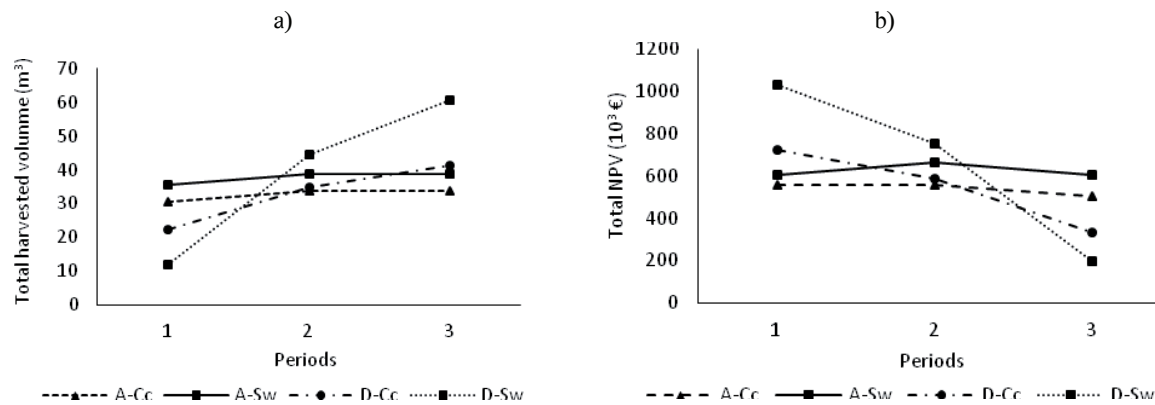 a)
Total harvested volunme (m³)
70
60
50
40
30
20
10
0
1 2 3
Periods
A-Cc A-Sw D-Cc D-Sw
b)
Total NPV (10³ €)
1200
1000
800
600
400
200
0
1 2 3
Periods
A-Cc A-Sw D-Cc D-Sw